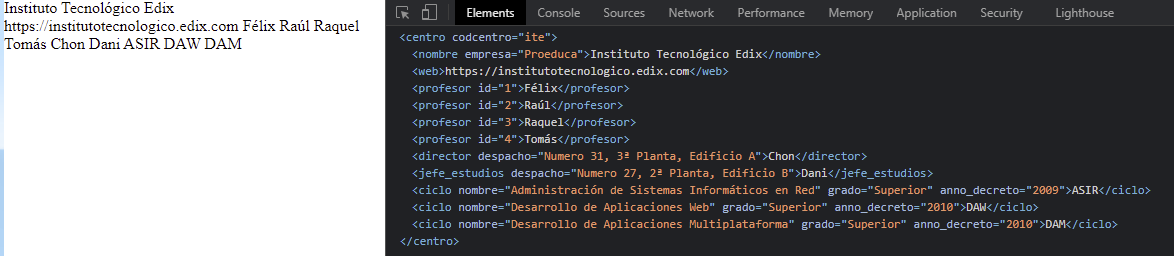 Instituto Tecnológico Edix
https://institutotecnologico.edix.com Félix Raúl Raquel
Tomás Chon Dani ASIR DAW DAM
Elements Console Sources Network Performance Memory Application Security Lighthouse
<centro codcentro="ite">
<nombre empresa="Proeduca">Instituto Tecnológico Edix</nombre>
<web>https://institutotecnologico.edix.com</web>
<profesor id="1">Félix</profesor>
<profesor id="2">Raúl</profesor>
<profesor id="3">Raquel</profesor>
<profesor id="4">Tomás</profesor>
<director despacho="Numero 31, 3ª Planta, Edificio A">Chon</director>
<jefe_estudios despacho="Numero 27, 2ª Planta, Edificio B">Dani</jefe_estudios>
<ciclo nombre="Administración de Sistemas Informáticos en Red" grado="Superior" anno_decreto="2009">ASIR</ciclo>
<ciclo nombre="Desarrollo de Aplicaciones Web" grado="Superior" anno_decreto="2010">DAW</ciclo>
<ciclo nombre="Desarrollo de Aplicaciones Multiplataforma" grado="Superior" anno_decreto="2010">DAM</ciclo>
</centro>